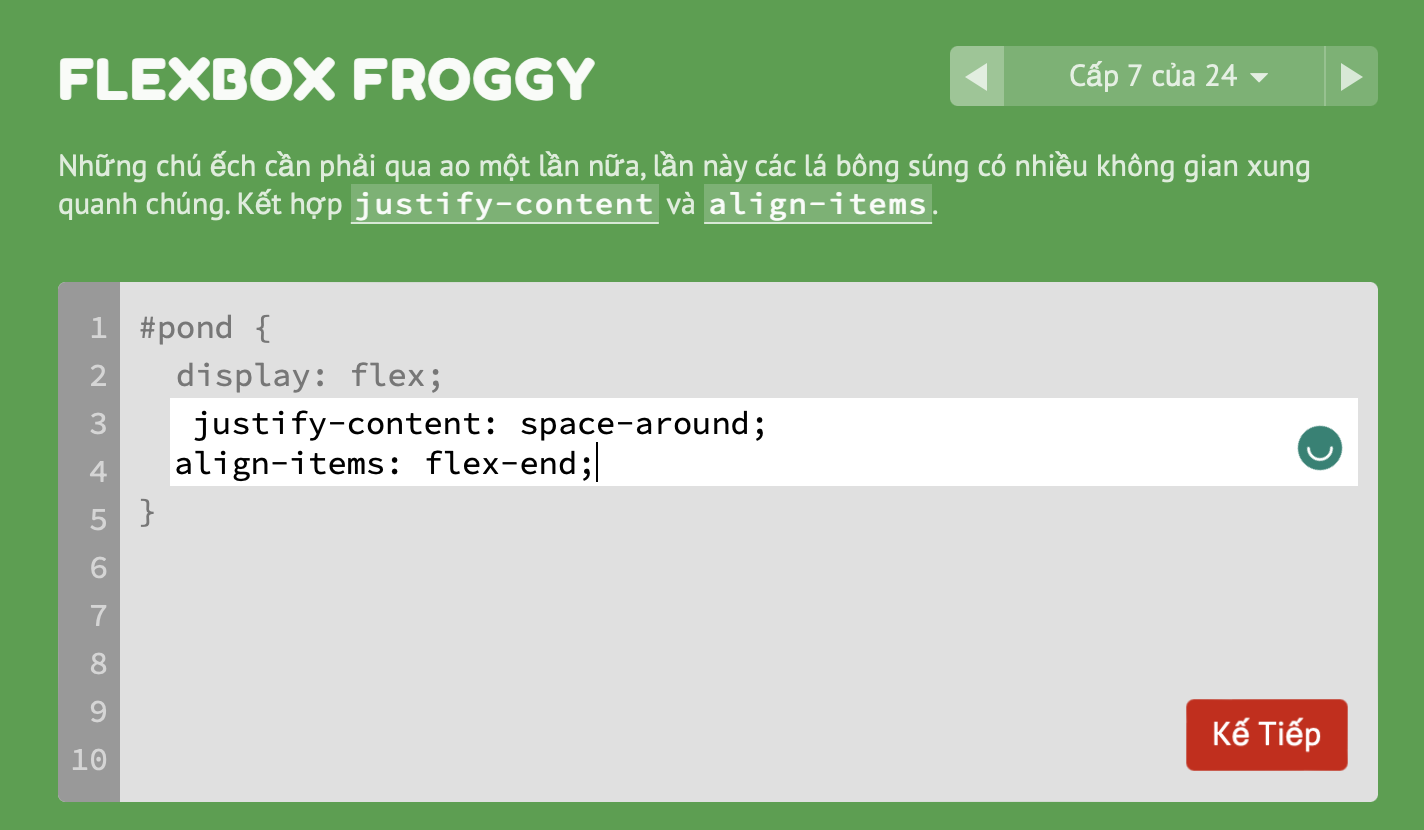 FLEXBOX FROGGY
Cấp 7 của 24
Những chú ếch cần phải qua ao một lần nữa, lần này các lá bông súng có nhiều không gian xung
quanh chúng. Kết hợp justify-content và align-items.
1 #pond {
2 display: flex;
3 justify-content: space-around;
4 align-items: flex-end;
5 }
6
7
8
9
10
Kế Tiếp